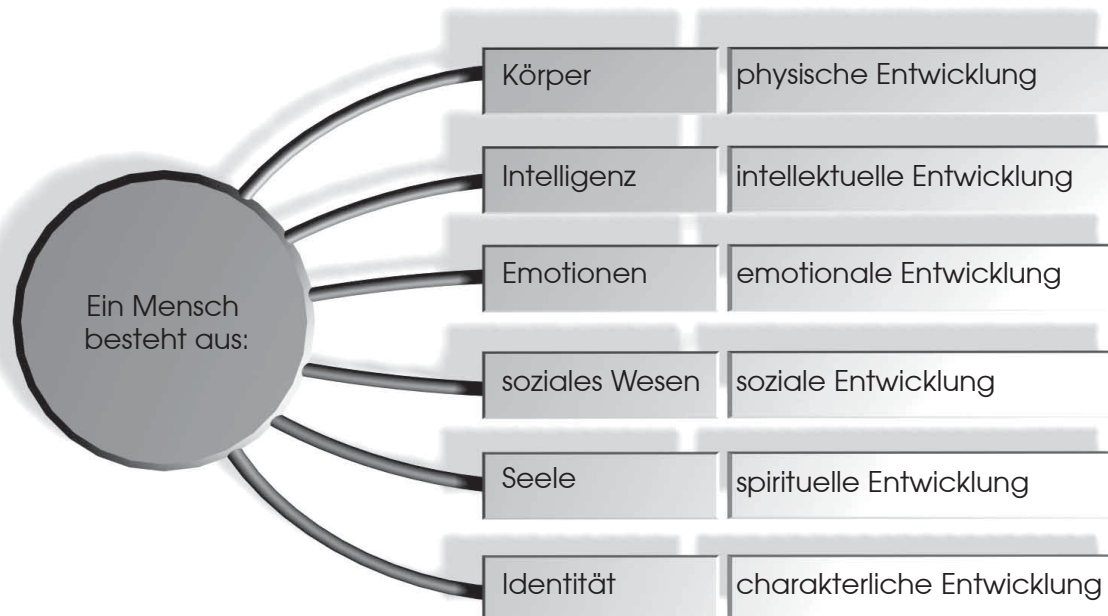 Ein Mensch
besteht aus:
Körper physische Entwicklung
Intelligenz intellektuelle Entwicklung
Emotionen emotionale Entwicklung
soziales Wesen soziale Entwicklung
Seele spirituelle Entwicklung
Identität charakterliche Entwicklung